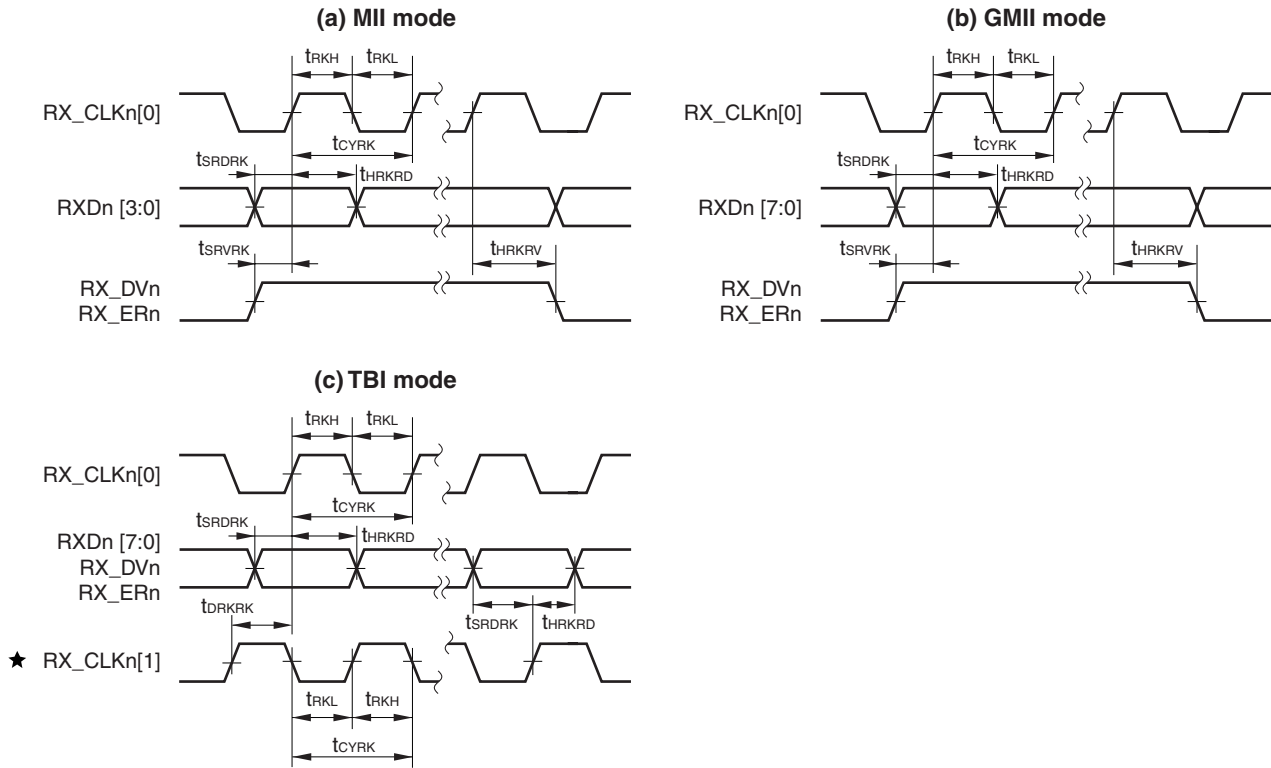 (a) MII mode
tRKH tRKL
RX_CLKn[0]
tCYRK
tSRDRK tHRKRD
RXDn [3:0]
tSRVRK tHRKRV
RX_DVn
RX_ERn
(b) GMII mode
tRKH tRKL
RX_CLKn[0]
tCYRK
tSRDRK tHRKRD
RXDn [7:0]
tSRVRK tHRKRV
RX_DVn
RX_ERn
(c) TBI mode
tRKH tRKL
RX_CLKn[0]
tCYRK
tSRDRK tHRKRD
RXDn [7:0]
RX_DVn
RX_ERn
tDRKRK tSRDRK tHRKRD
★ RX_CLKn[1]
tRKL tRKH
tCYRK